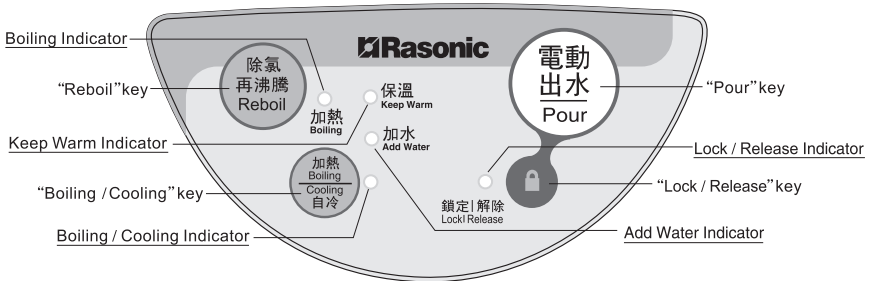 Boiling Indicator
“Reboil”key
Keep Warm Indicator
“Boiling /Cooling”key
Boiling / Cooling Indicator
Rasonic
除氯
再沸騰
Reboil
加熱
Boiling
保溫
Keep Warm
加水
Add Water
加熱
Boiling
Cooling
自冷
電動
出水
Pour
鎖定|解除
Lock| Release
“Pour”key
Lock / Release Indicator
“Lock / Release”key
Add Water Indicator